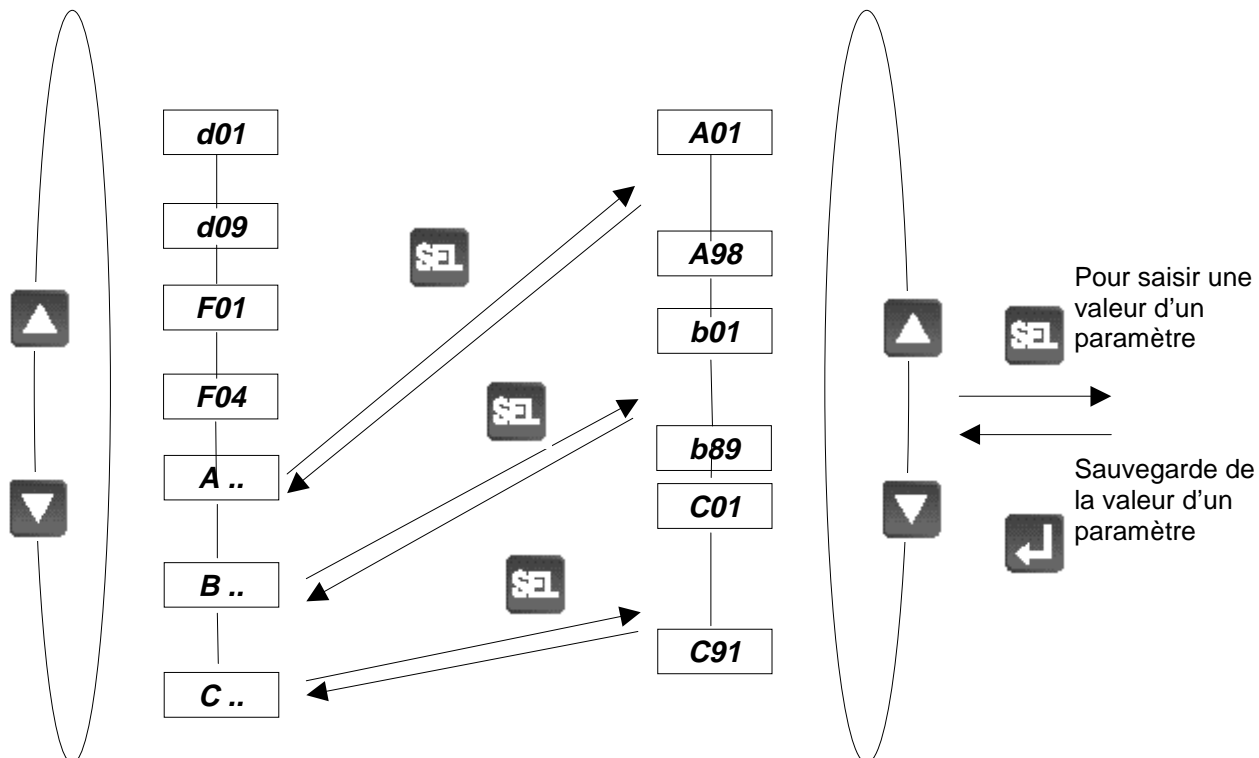 d01
d09
F01
F04
A ..
B ..
C ..
SEL
SEL
SEL
A01
A98
b01
b89
C01
C91
SEL
Pour saisir une
valeur d'un
paramètre
Sauvegarde de
la valeur d'un
paramètre